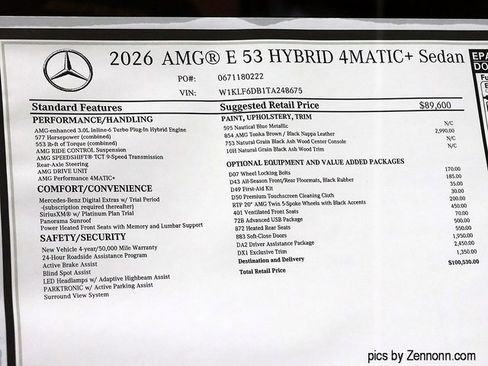 2026 AMG® E 53 HYBRID 4MATIC+ Sedan
EPA
DO
PO#: 0671180222
VIN: W1KLF6DB1TA248675
Standard Features
Suggested Retail Price $89,600
PERFORMANCE/HANDLING
AMG-enhanced 3.0L Inline-6 Turbo Plug-In Hybrid Engine
577 Horsepower (combined)
553 lb-ft of Torque (combined)
AMG RIDE CONTROL Suspension
AMG SPEEDSHIFT® TCT 9-Speed Transmission
Rear-Axle Steering
AMG DRIVE UNIT
AMG Performance 4MATIC+
COMFORT/CONVENIENCE
Mercedes-Benz Digital Extras w/ Trial Period
-(subscription required thereafter)
SiriusXM® w/ Platinum Plan Trial
Panorama Sunroof
Power Heated Front Seats with Memory and Lumbar Support
SAFETY/SECURITY
New Vehicle 4-year/50,000 Mile Warranty
24-Hour Roadside Assistance Program
Active Brake Assist
Blind Spot Assist
LED Headlamps w/ Adaptive Highbeam Assist
PARKTRONIC w/ Active Parking Assist
Surround View System
PAINT, UPHOLSTERY, TRIM
595 Nautical Blue Metallic N/C
854 AMG Tonka Brown / Black Nappa Leather 2,990.00
753 Natural Grain Black Ash Wood Center Console N/C
10H Natural Grain Black Ash Wood Trim N/C
OPTIONAL EQUIPMENT AND VALUE ADDED PACKAGES
D07 Wheel Locking Bolts 170.00
D43 All-Season Front/Rear Floormats, Black Rubber 185.00
D49 First-Aid Kit 35.00
D50 Premium Touchscreen Cleaning Cloth 30.00
RTP 20" AMG Twin 5-Spoke Wheels with Black Accents 200.00
401 Ventilated Front Seats 450.00
72B Advanced USB Package 70.00
872 Heated Rear Seats 500.00
883 Soft-Close Doors 550.00
DA2 Driver Assistance Package 1,950.00
DX1 Exclusive Trim 2,450.00
Destination and Delivery 1,350.00
Total Retail Price $100,530.00
pics by Zennonn.com